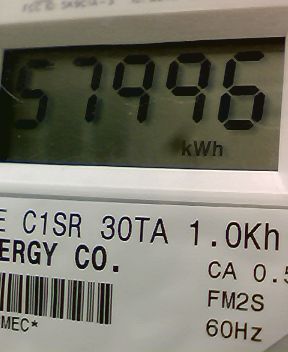 57996
kWh
E C1SR 30TA 1.0Kh
ERGY CO.
CA 0.5
FM2S
60Hz
MEC*